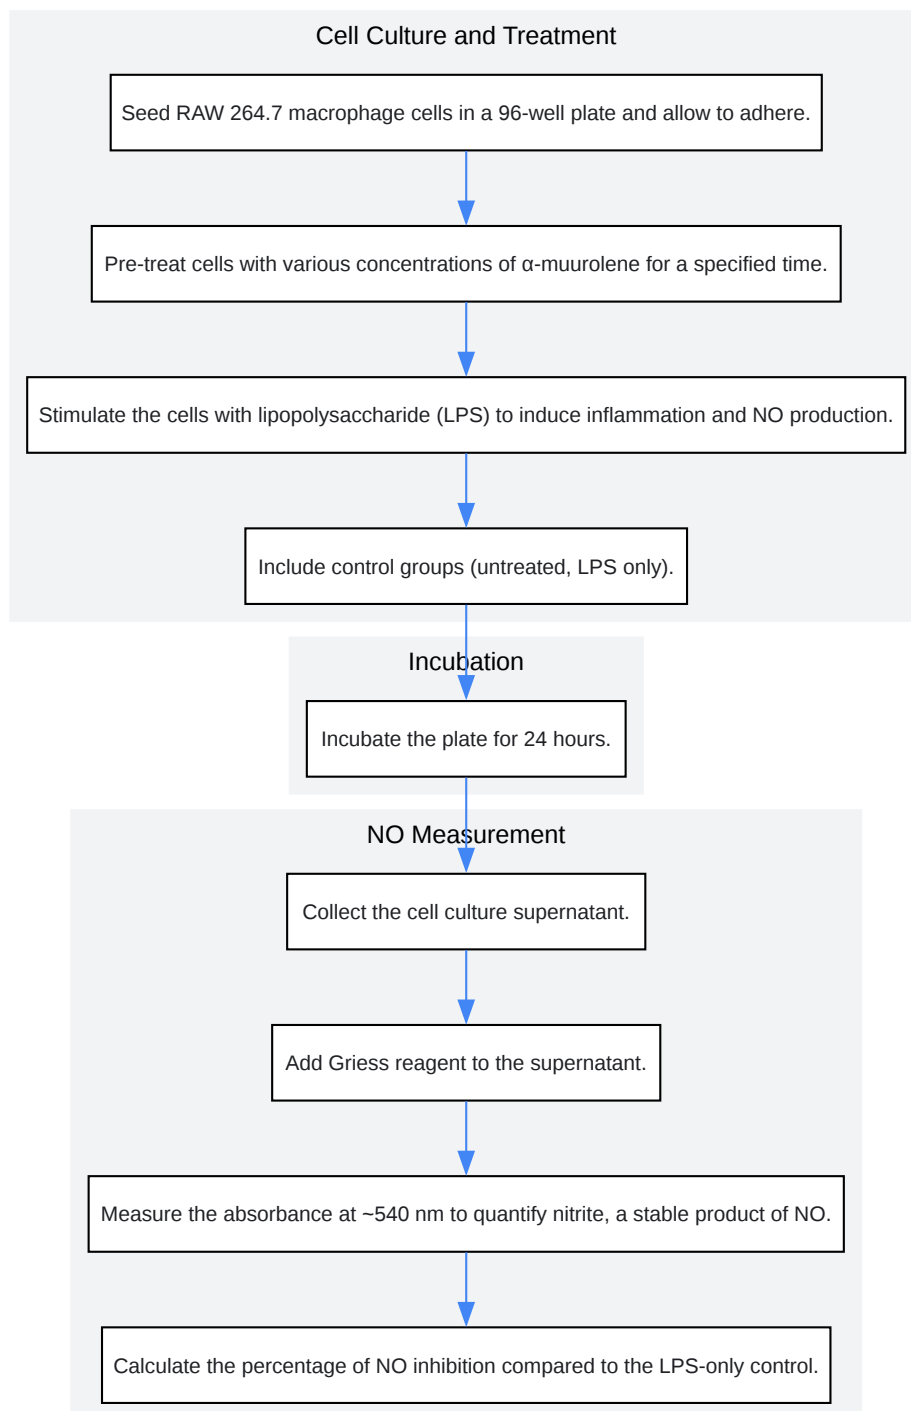 Cell Culture and Treatment
Seed RAW 264.7 macrophage cells in a 96-well plate and allow to adhere.
Pre-treat cells with various concentrations of α-muurolene for a specified time.
Stimulate the cells with lipopolysaccharide (LPS) to induce inflammation and NO production.
Include control groups (untreated, LPS only).
Incubation
Incubate the plate for 24 hours.
NO Measurement
Collect the cell culture supernatant.
Add Griess reagent to the supernatant.
Measure the absorbance at ~540 nm to quantify nitrite, a stable product of NO.
Calculate the percentage of NO inhibition compared to the LPS-only control.